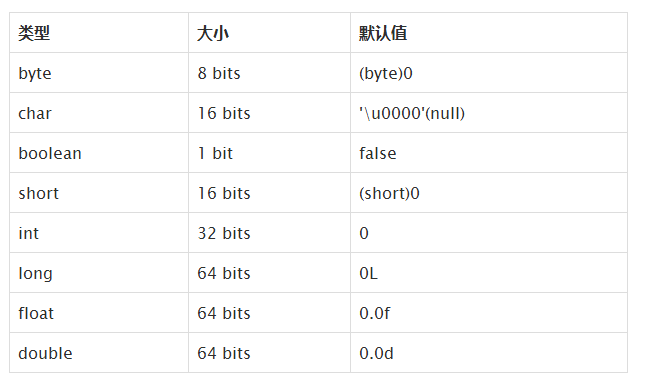 类型 大小 默认值
byte 8 bits (byte)0
char 16 bits '\u0000'(null)
boolean 1 bit false
short 16 bits (short)0
int 32 bits 0
long 64 bits 0L
float 64 bits 0.0f
double 64 bits 0.0d